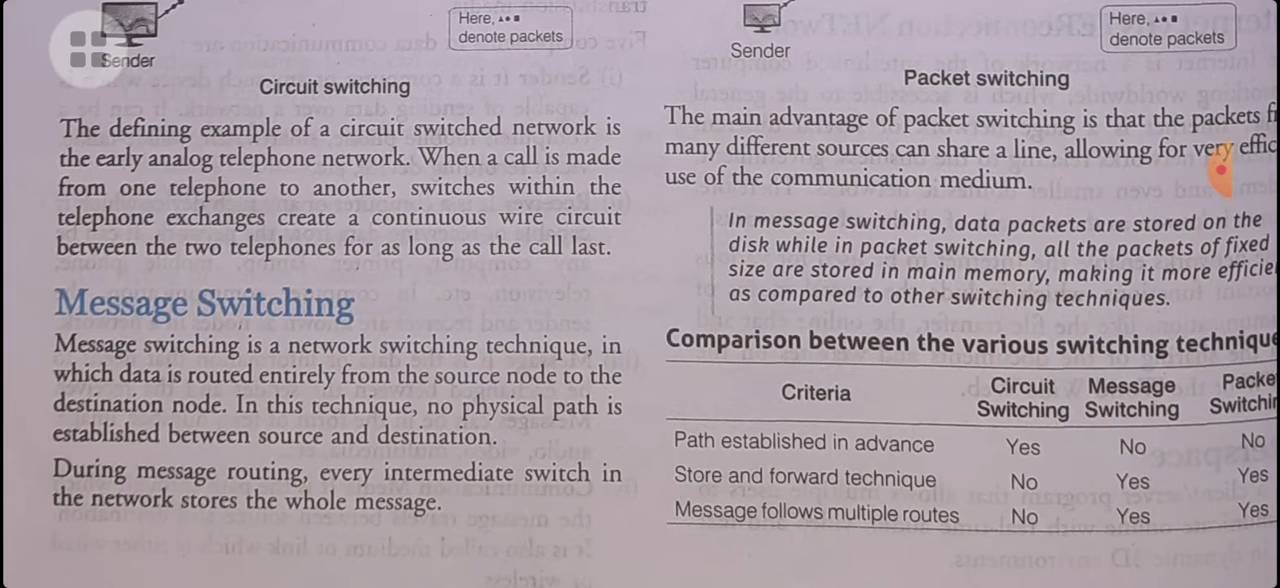 Here, ▲●■
denote packets
Sender
Circuit switching
The defining example of a circuit switched network is
the early analog telephone network. When a call is made
from one telephone to another, switches within the
telephone exchanges create a continuous wire circuit
between the two telephones for as long as the call last.
Message Switching
Message switching is a network switching technique, in
which data is routed entirely from the source node to the
destination node. In this technique, no physical path is
established between source and destination.
During message routing, every intermediate switch in
the network stores the whole message.
Here, ▲●■
denote packets
Sender
Packet switching
The main advantage of packet switching is that the packets
many different sources can share a line, allowing for very
use of the communication medium.
In message switching, data packets are stored on the
disk while in packet switching, all the packets of fixed
size are stored in main memory, making it more
as compared to other switching techniques.
Comparison between the various switching
Criteria Circuit Switching Message Switching
Path established in advance Yes No No
Store and forward technique No Yes Yes
Message follows multiple routes No Yes Yes